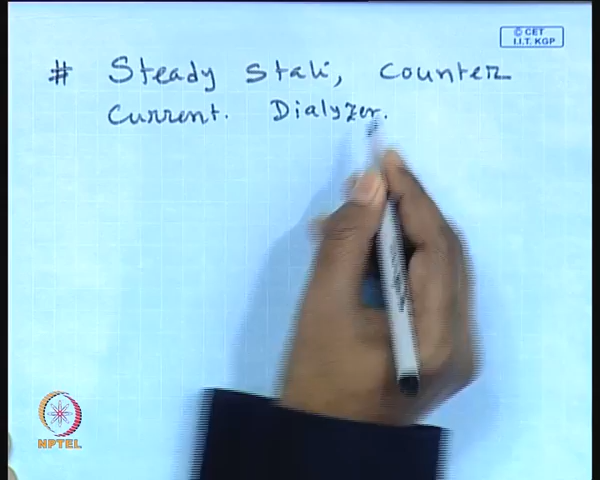 © CET
I.I.T. KGP
# Steady State, Counter
Current. Dialyzer.
NPTEL